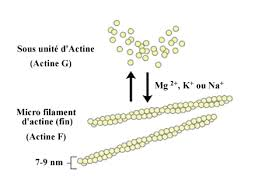 Sous unité d'Actine
(Actine G)
Mg 2+, K+ ou Na+
Micro filament
d'actine (fin)
(Actine F)
7-9 nm